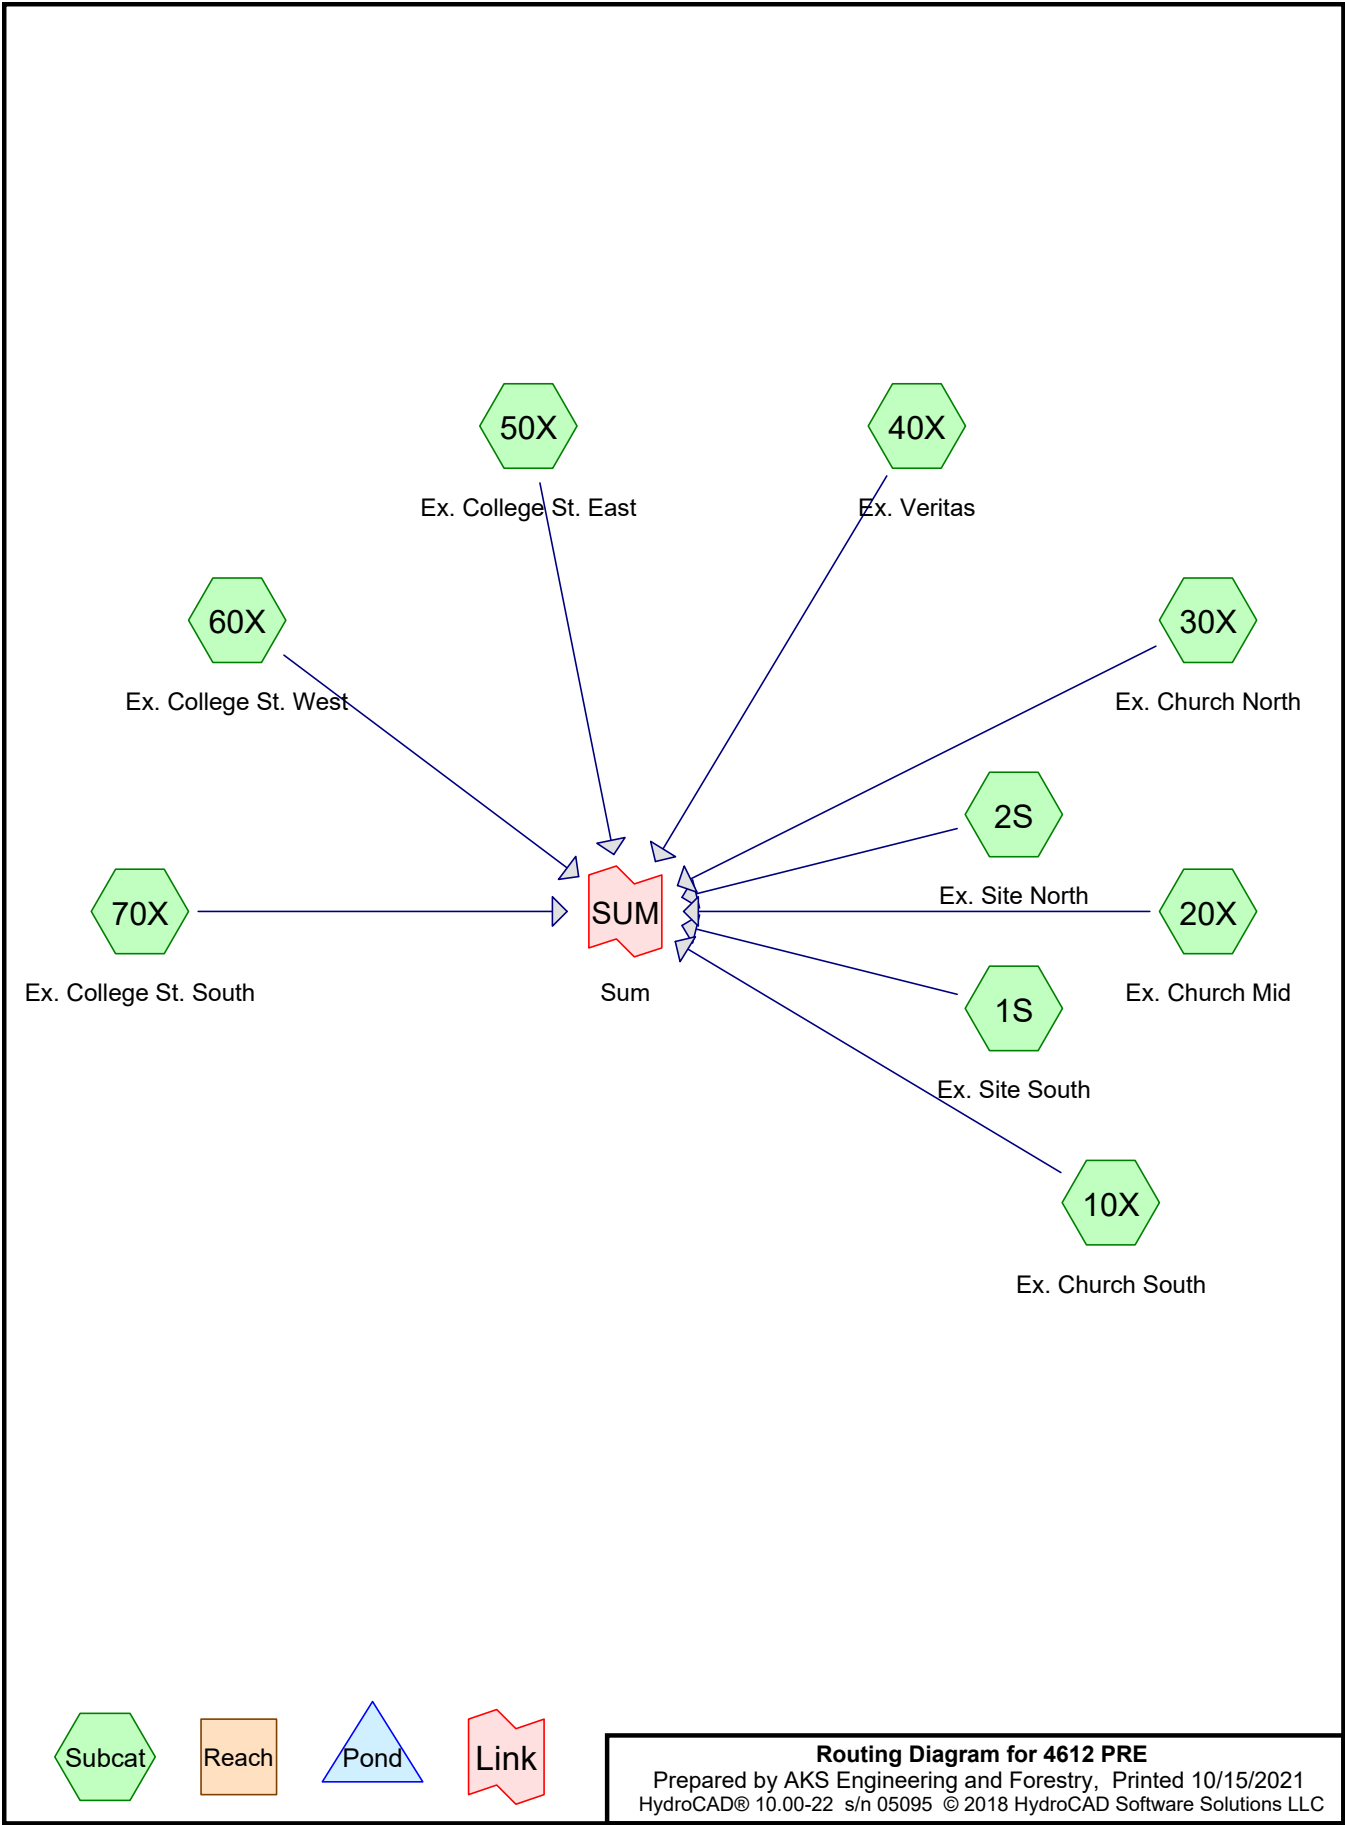 50X
Ex. College St. East
40X
Ex. Veritas
60X
Ex. College St. West
30X
Ex. Church North
2S
Ex. Site North
70X
Ex. College St. South
SUM
Sum
20X
Ex. Church Mid
1S
Ex. Site South
10X
Ex. Church South
Subcat
Reach
Pond
Link
Routing Diagram for 4612 PRE
Prepared by AKS Engineering and Forestry,  Printed 10/15/2021
HydroCAD® 10.00-22  s/n 05095  © 2018 HydroCAD Software Solutions LLC